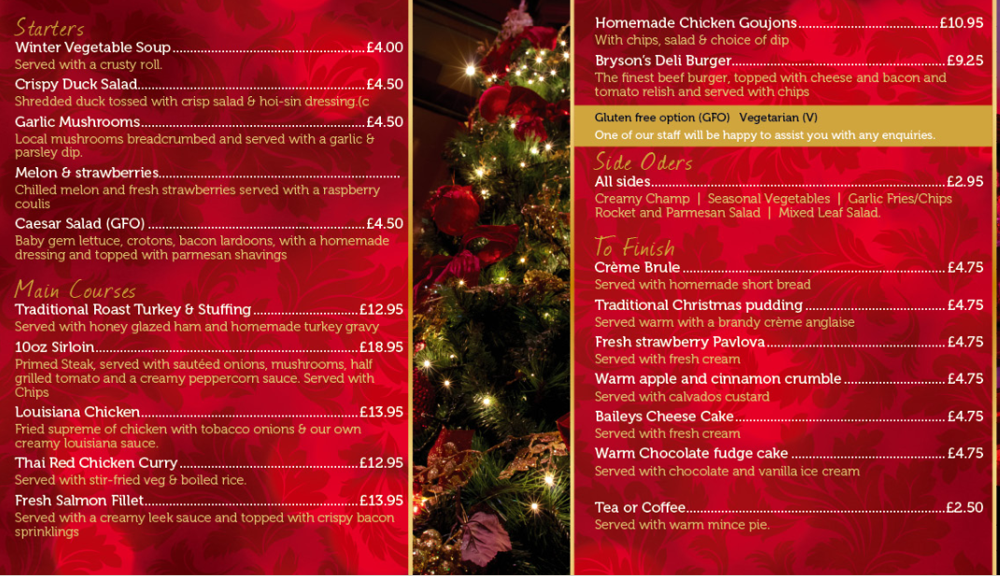 Starters
Winter Vegetable Soup......................................................£4.00
Served with a crusty roll.
Crispy Duck Salad................................................................£4.50
Shredded duck tossed with crisp salad & hoi-sin dressing.(c
Garlic Mushrooms................................................................£4.50
Local mushrooms breadcrumbed and served with a garlic &
parsley dip.
Melon & strawberries....................................................................
Chilled melon and fresh strawberries served with a raspberry
coulis
Caesar Salad (GFO) .............................................................£4.50
Baby gem lettuce, crotons, bacon lardoons, with a homemade
dressing and topped with parmesan shavings
Main Courses
Traditional Roast Turkey & Stuffing..............................£12.95
Served with honey glazed ham and homemade turkey gravy
10oz Sirloin..........................................................................£18.95
Primed Steak, served with sautéed onions, mushrooms, half
grilled tomato and a creamy peppercorn sauce. Served with
Chips
Louisiana Chicken..............................................................£13.95
Fried supreme of chicken with tobacco onions & our own
creamy louisiana sauce.
Thai Red Chicken Curry...................................................£12.95
Served with stir-fried veg & boiled rice.
Fresh Salmon Fillet.............................................................£13.95
Served with a creamy leek sauce and topped with crispy bacon
sprinklings
Homemade Chicken Goujons.......................................£10.95
With chips, salad & choice of dip
Bryson's Deli Burger............................................................£9.25
The finest beef burger, topped with cheese and bacon and
tomato relish and served with chips
Gluten free option (GFO) Vegetarian (V)
One of our staff will be happy to assist you with any enquiries.
Side Oders
All sides...................................................................................£2.95
Creamy Champ | Seasonal Vegetables | Garlic Fries/Chips
Rocket and Parmesan Salad | Mixed Leaf Salad.
To Finish
Crème Brule ..........................................................................£4.75
Served with homemade short bread
Traditional Christmas pudding.......................................£4.75
Served warm with a brandy crème anglaise
Fresh strawberry Pavlova..................................................£4.75
Served with fresh cream
Warm apple and cinnamon crumble ............................£4.75
Served with calvados custard
Baileys Cheese Cake...........................................................£4.75
Served with fresh cream
Warm Chocolate fudge cake ...........................................£4.75
Served with chocolate and vanilla ice cream
Tea or Coffee.........................................................................£2.50
Served with warm mince pie.